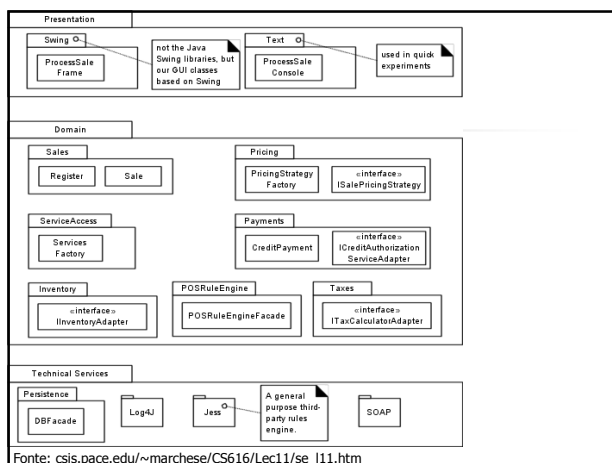 Presentation
Swing
ProcessSale
Frame
not the Java
Swing libraries, but
our GUI classes
based on Swing
Text
ProcessSale
Console
used in quick
experiments
Domain
Sales
Register
Sale
Pricing
PricingStrategy
Factory
«interface»
ISalePricingStrategy
ServiceAccess
Services
Factory
Payments
CreditPayment
«interface»
ICreditAuthorization
ServiceAdapter
Inventory
«interface»
IInventoryAdapter
POSRuleEngine
POSRuleEngineFacade
Taxes
«interface»
ITaxCalculatorAdapter
Technical Services
Persistence
DBFacade
Log4J
Jess
A general
purpose third-
party rules
engine.
SOAP
Fonte: csis.pace.edu/~marchese/CS616/Lec11/se_l11.htm